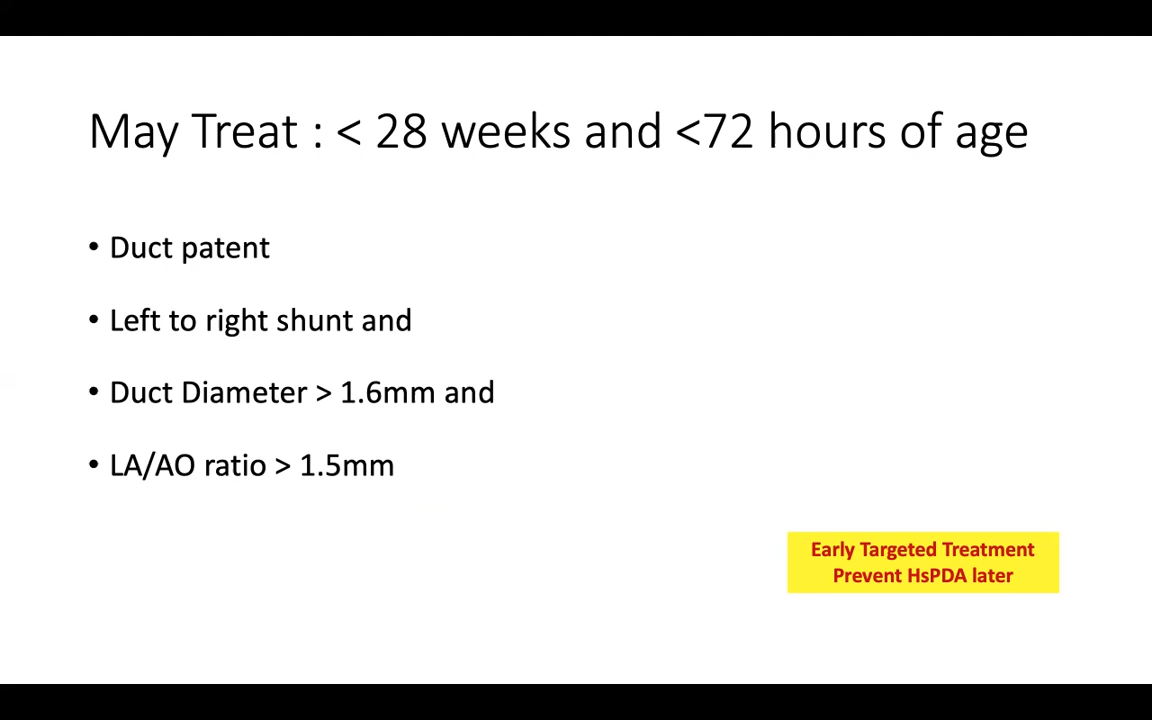 May Treat : < 28 weeks and <72 hours of age
• Duct patent
• Left to right shunt and
• Duct Diameter > 1.6mm and
• LA/AO ratio > 1.5mm
Early Targeted Treatment
Prevent HsPDA later